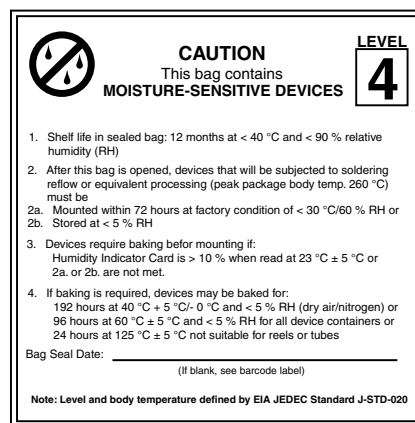 LEVEL
4
CAUTION
This bag contains
MOISTURE-SENSITIVE DEVICES
1. Shelf life in sealed bag: 12 months at < 40 °C and < 90 % relative
humidity (RH)
2. After this bag is opened, devices that will be subjected to soldering
reflow or equivalent processing (peak package body temp. 260 °C)
must be
2a. Mounted within 72 hours at factory condition of < 30 °C/60 % RH or
2b. Stored at < 5 % RH
3. Devices require baking befor mounting if:
Humidity Indicator Card is > 10 % when read at 23 °C ± 5 °C or
2a. or 2b. are not met.
4. If baking is required, devices may be baked for:
192 hours at 40 °C + 5 °C/- 0 °C and < 5 % RH (dry air/nitrogen) or
96 hours at 60 °C ± 5 °C and < 5 % RH for all device containers or
24 hours at 125 °C ± 5 °C not suitable for reels or tubes
Bag Seal Date:
(If blank, see barcode label)
Note: Level and body temperature defined by EIA JEDEC Standard J-STD-020